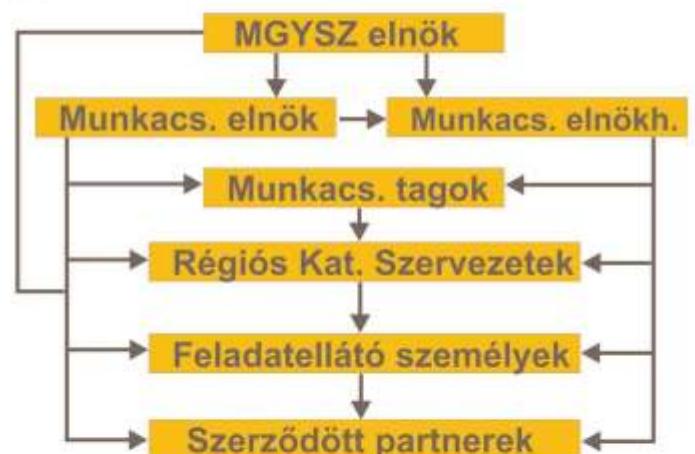 MGYSZ elnök
Munkacs. elnök
Munkacs. elnökh.
Munkacs. tagok
Régiós Kat. Szervezetek
Feladatellátó személyek
Szerződött partnerek